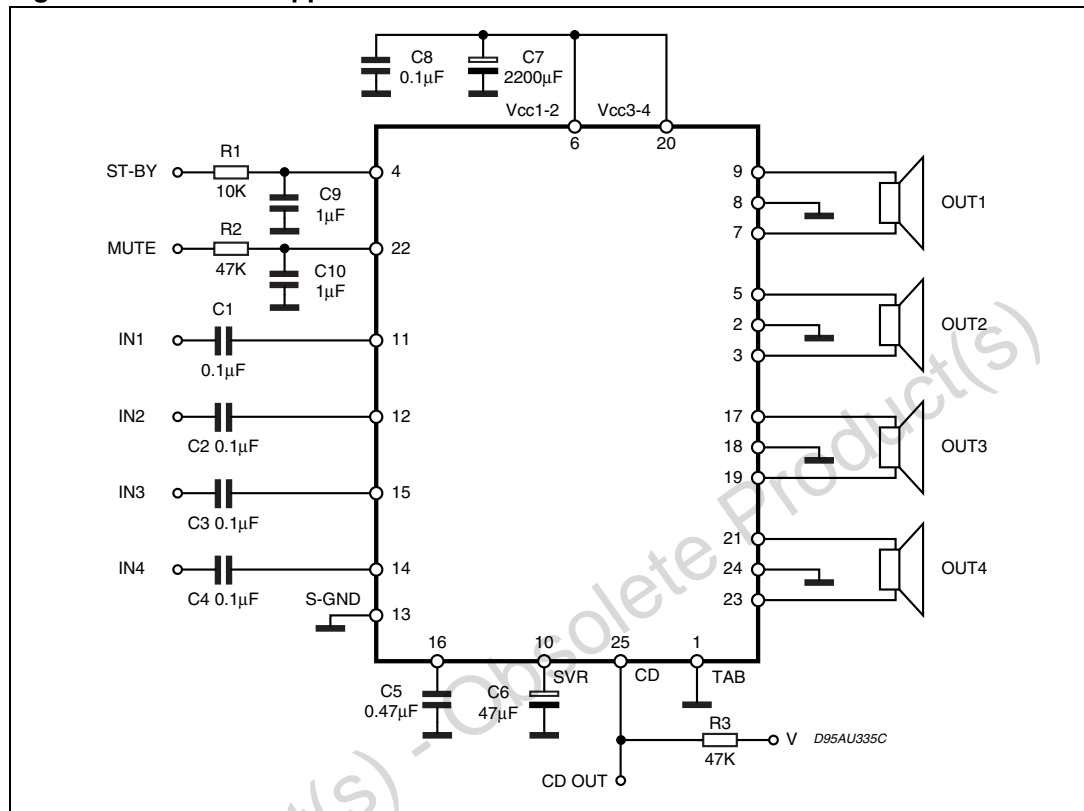 C8
0.1µF
C7
2200µF
Vcc1-2
Vcc3-4
6
20
ST-BY
R1
10K
4
C9
1µF
MUTE
R2
47K
22
C10
1µF
IN1
C1
0.1µF
11
IN2
C2 0.1µF
12
IN3
C3 0.1µF
15
IN4
C4 0.1µF
14
S-GND
13
9
8
7
OUT1
5
2
3
OUT2
17
18
19
OUT3
21
24
23
OUT4
16
10
25
1
SVR
CD
TAB
C5
0.47µF
C6
47µF
R3
47K
V
D95AU335C
CD OUT
t(s) - Obsolete Product(s)